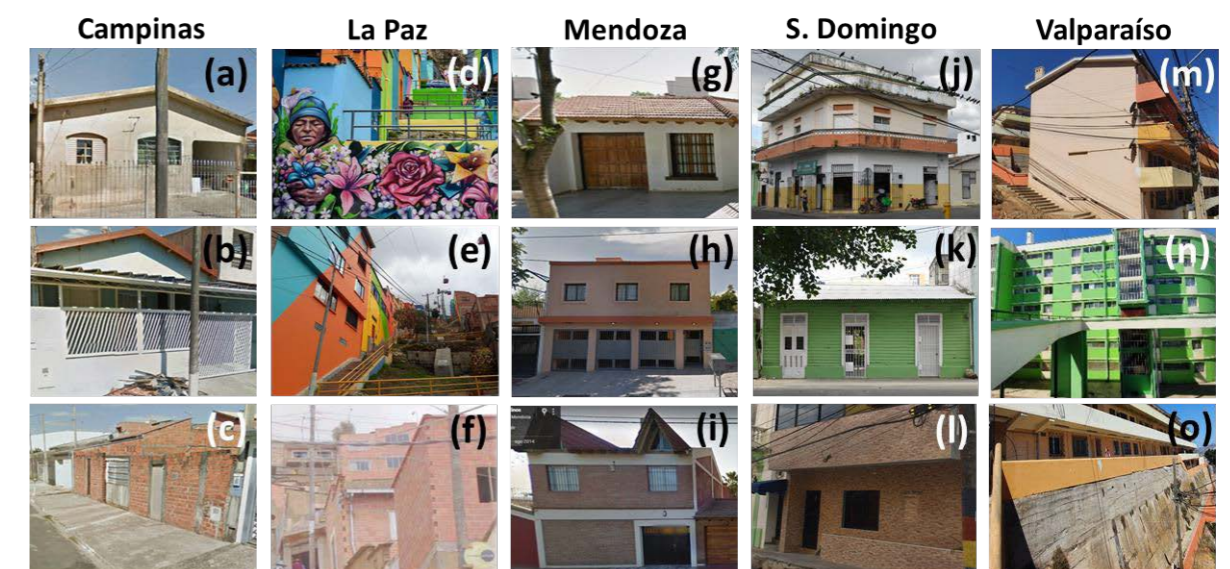 Campinas La Paz Mendoza S. Domingo Valparaíso
(a) (d) (g) (j) (m)
(b) (e) (h) (k) (n)
(c) (f) (i) (l) (o)